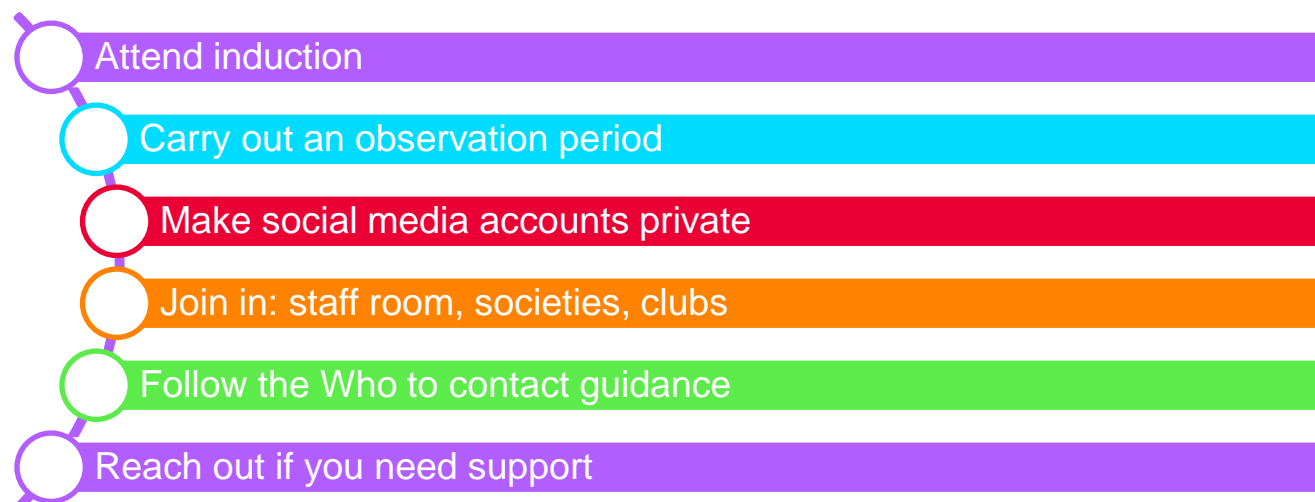 Attend induction
Carry out an observation period
Make social media accounts private
Join in: staff room, societies, clubs
Follow the Who to contact guidance
Reach out if you need support